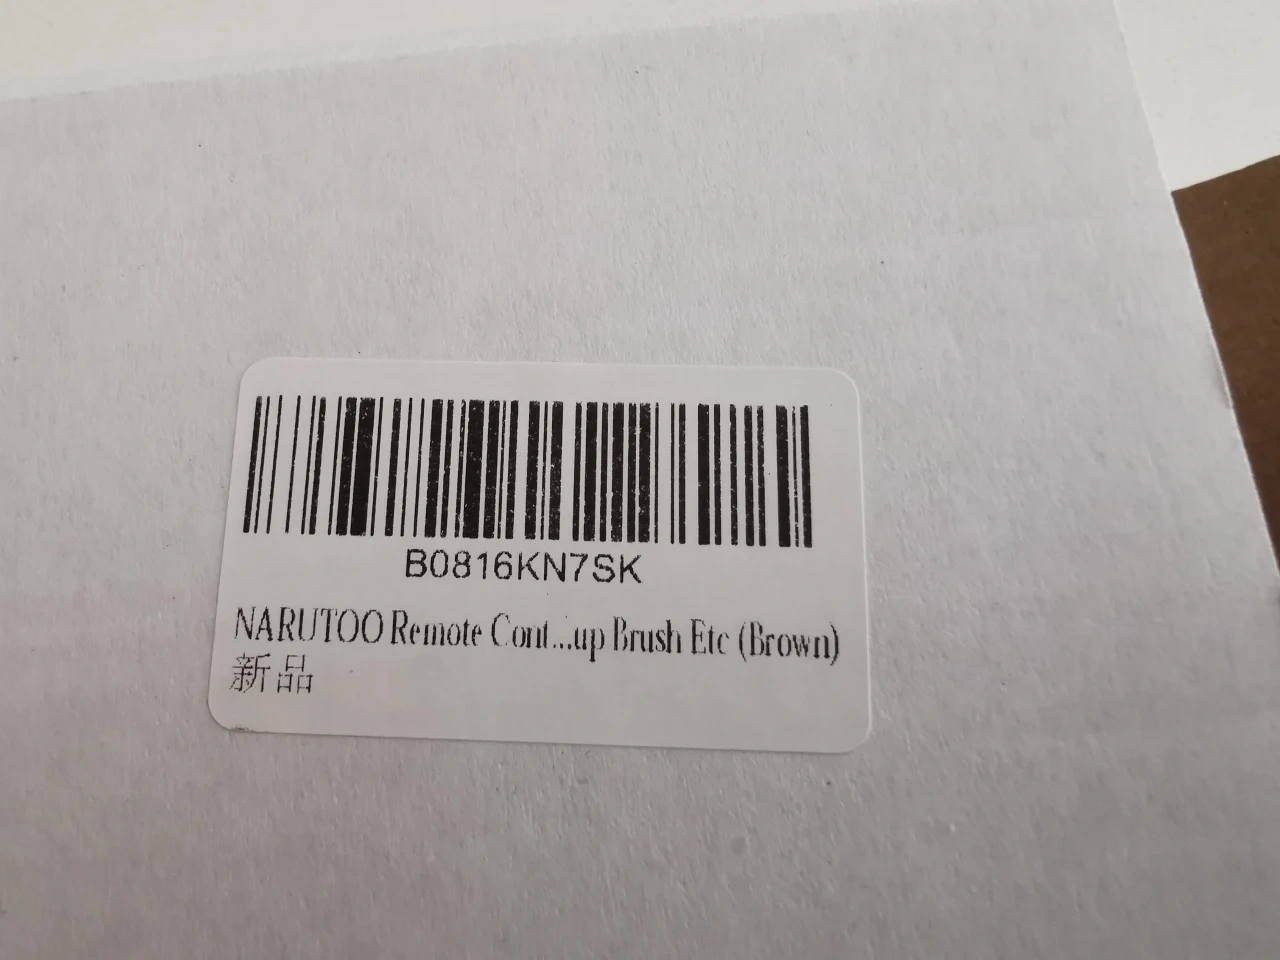 B0816KN7SK
NARUTOO Remote Cont...up Brush Etc (Brown)
新品